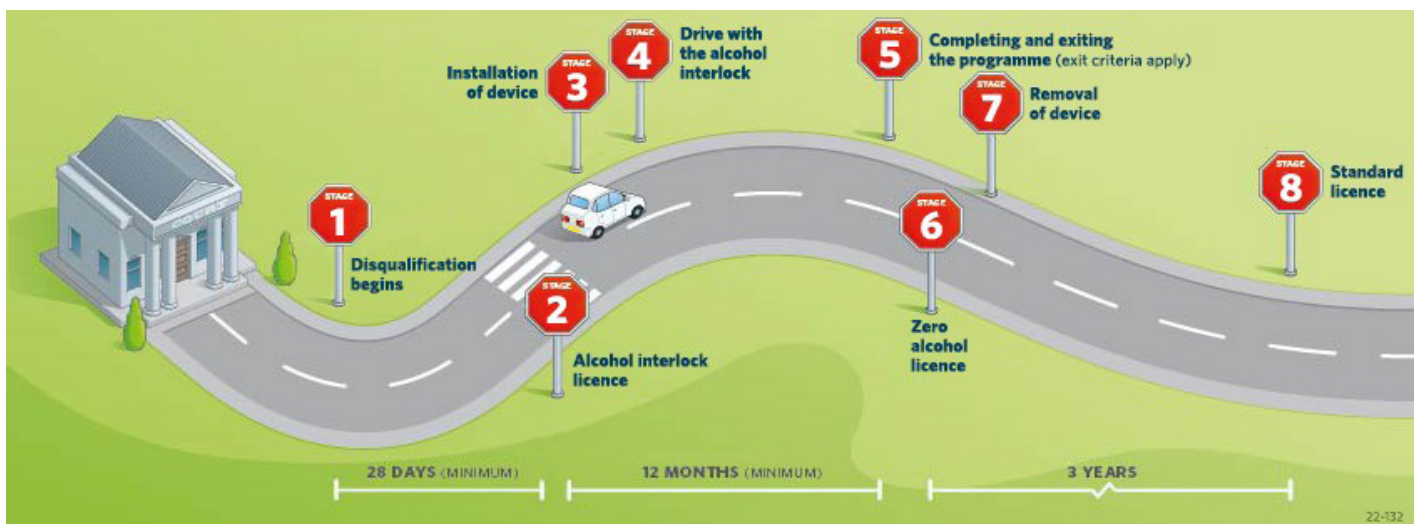 STAGE
1
Disqualification
begins
STAGE
2
Alcohol interlock
licence
STAGE
3
Installation
of device
STAGE
4
Drive with
the alcohol
interlock
STAGE
5
Completing and exiting
the programme (exit criteria apply)
STAGE
6
Zero
alcohol
licence
STAGE
7
Removal
of device
STAGE
8
Standard
licence
28 DAYS (MINIMUM)
12 MONTHS (MINIMUM)
3 YEARS
22-132